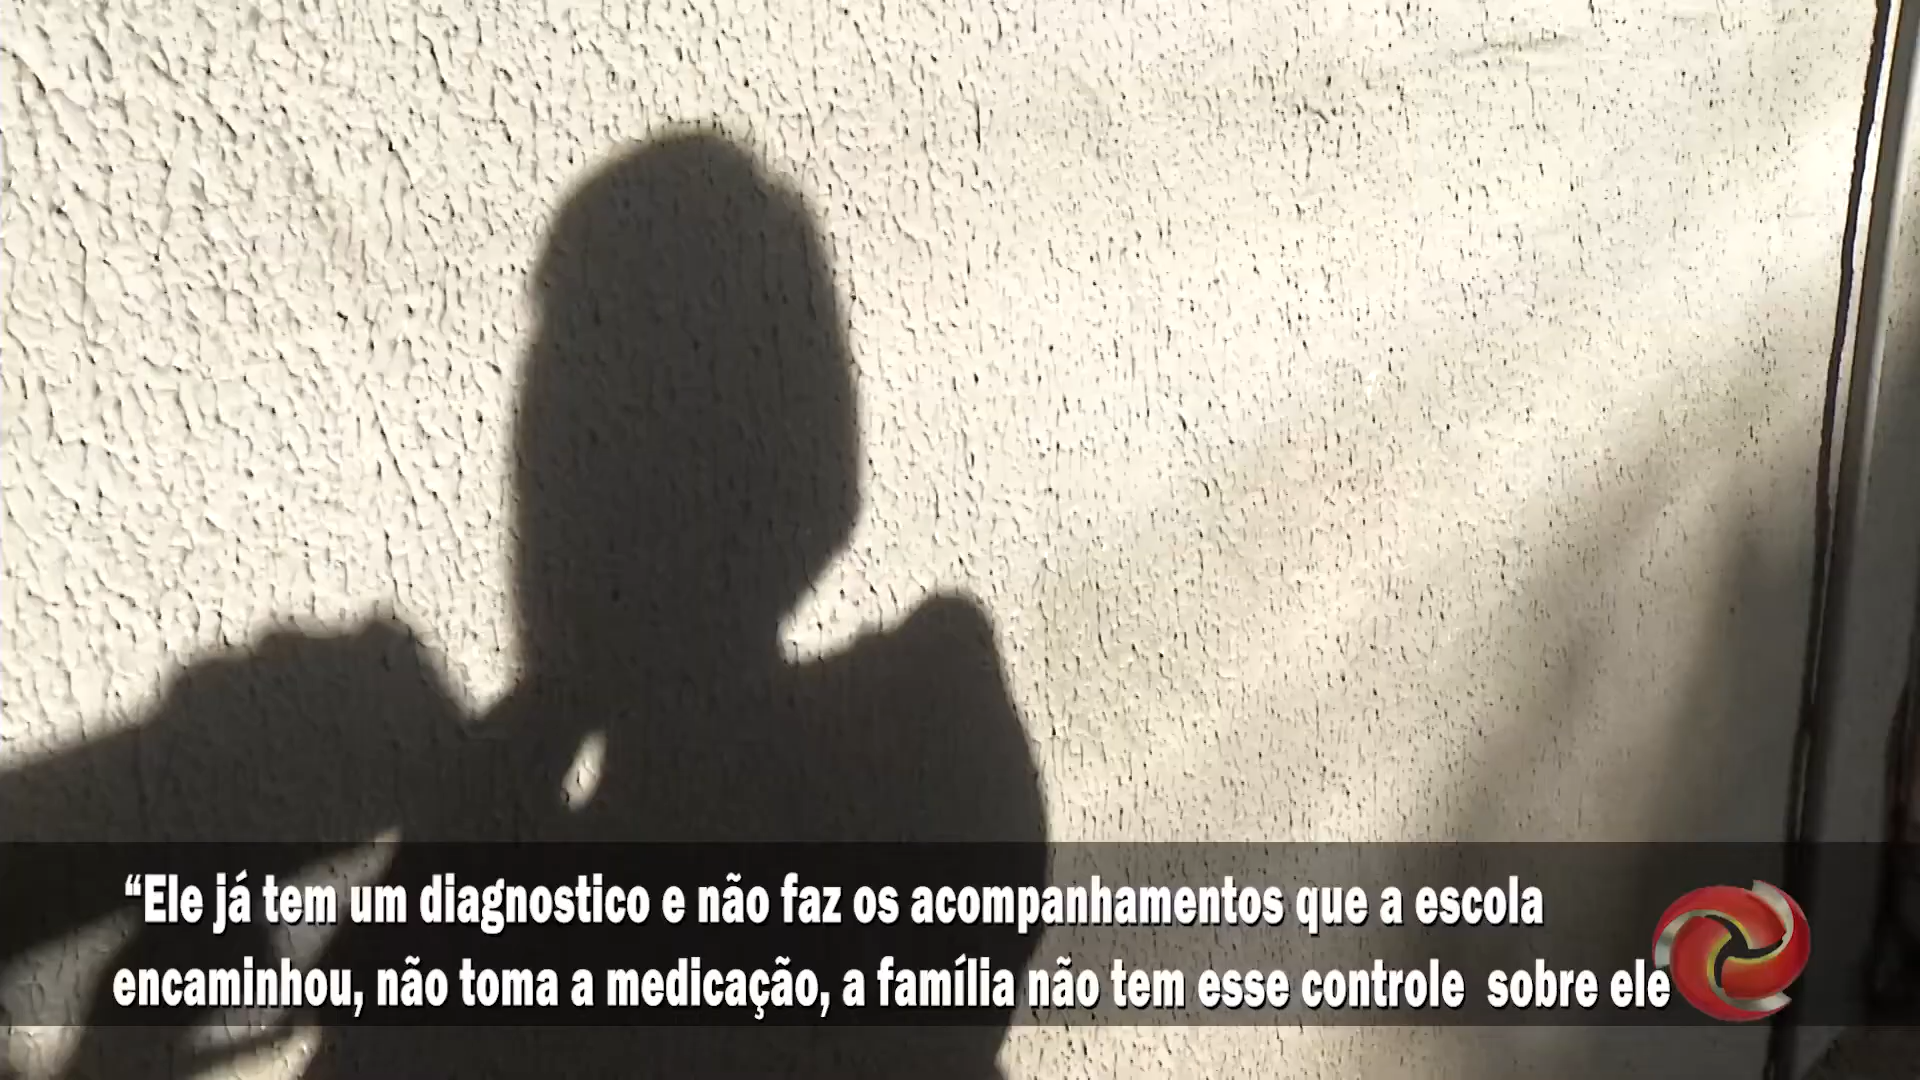 “Ele já tem um diagnostico e não faz os acompanhamentos que a escola
encaminhou, não toma a medicação, a família não tem esse controle sobre ele